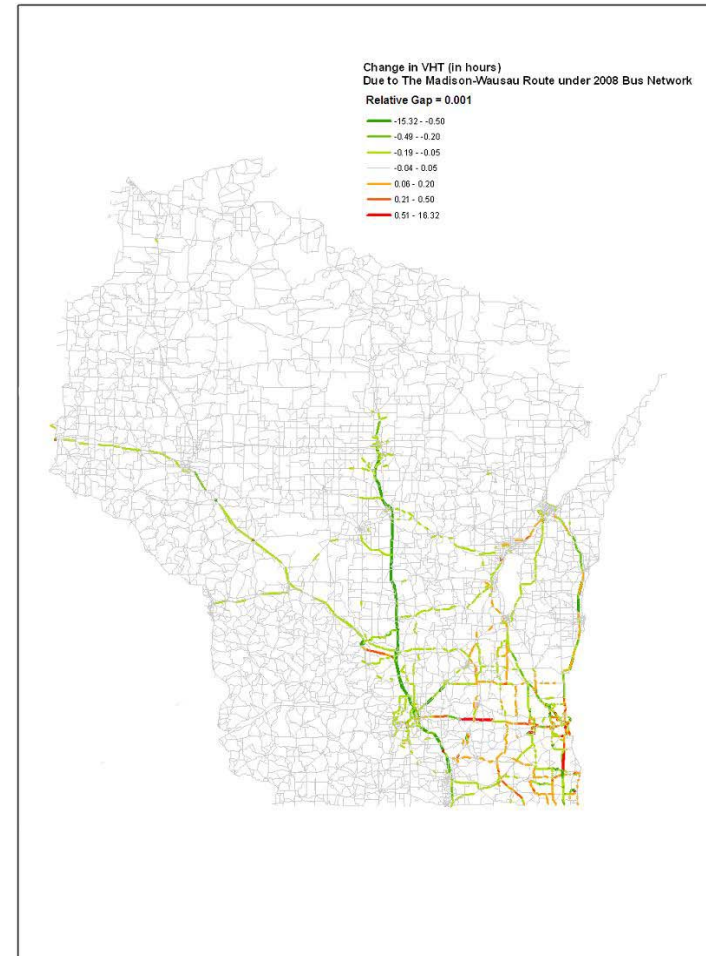 Change in VHT (in hours)
Due to The Madison-Wausau Route under 2008 Bus Network
Relative Gap = 0.001
-15.32 - -0.50
-0.49 - -0.20
-0.19 - -0.05
-0.04 - 0.05
0.06 - 0.20
0.21 - 0.50
0.51 - 16.32